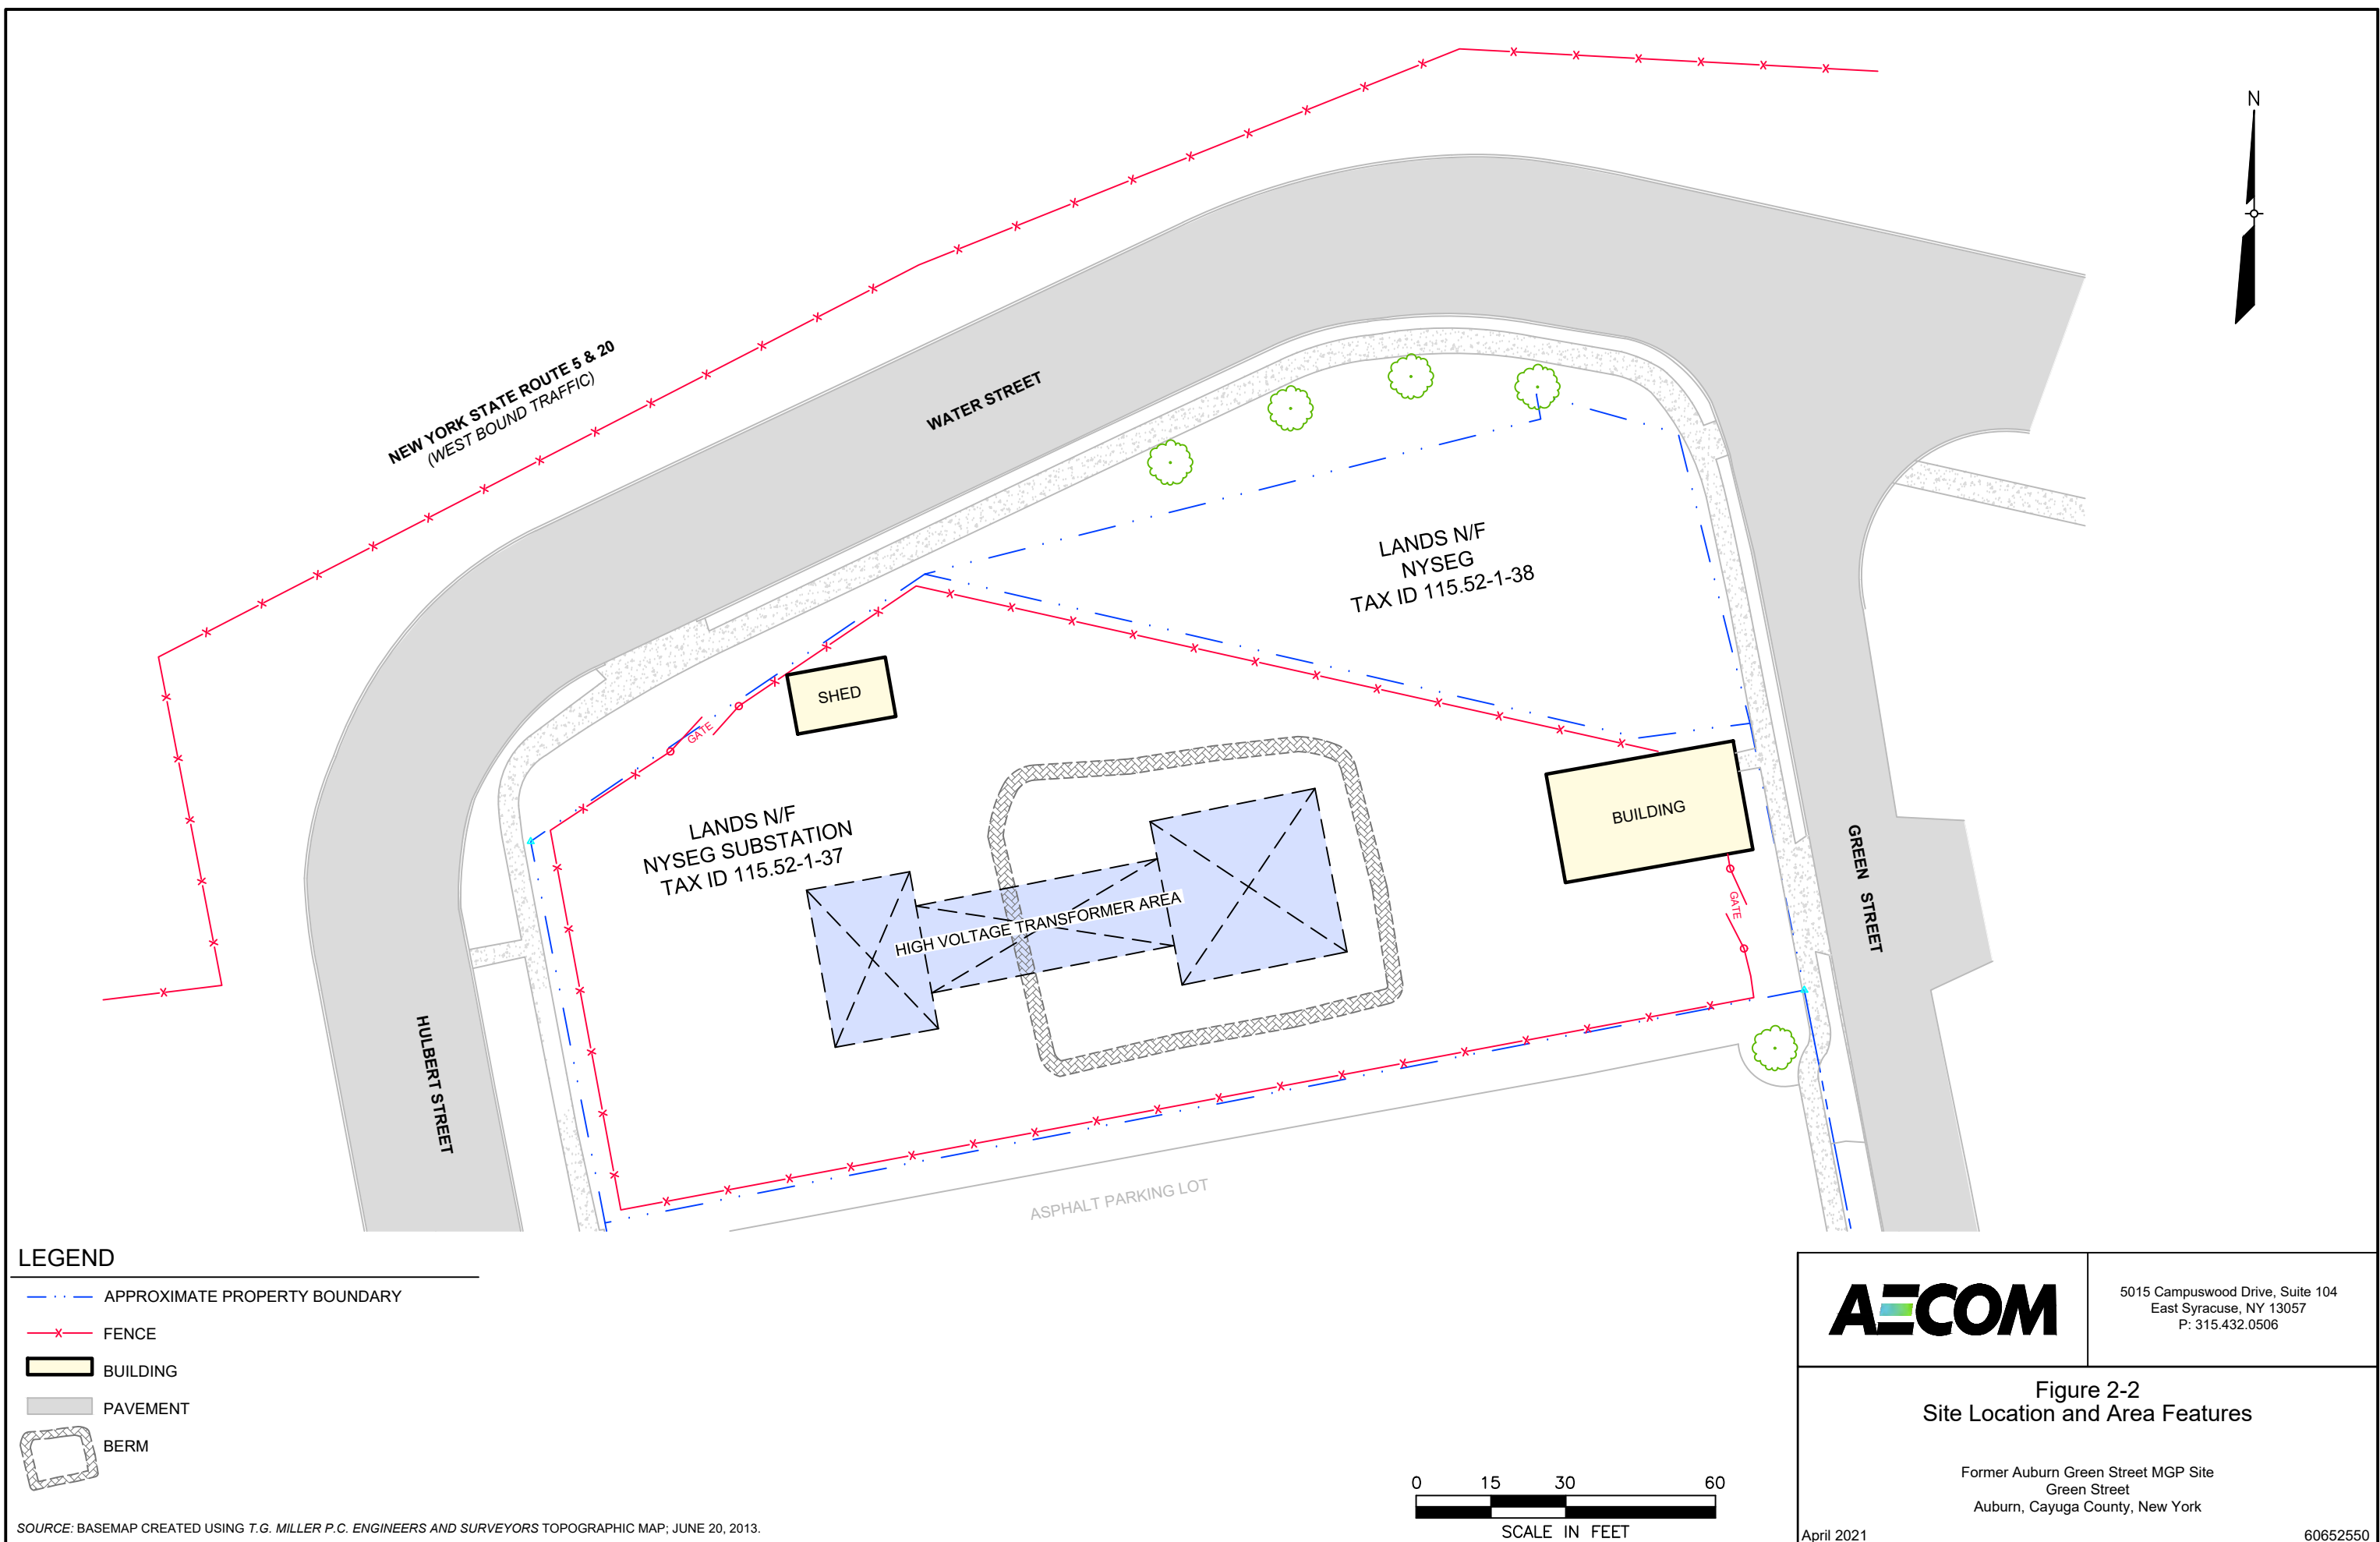 N
NEW YORK STATE ROUTE 5 & 20
(WEST BOUND TRAFFIC)
WATER STREET
LANDS N/F
NYSEG
TAX ID 115.52-1-38
SHED
GATE
BUILDING
LANDS N/F
NYSEG SUBSTATION
TAX ID 115.52-1-37
HIGH VOLTAGE TRANSFORMER AREA
GATE
GREEN STREET
HULBERT STREET
ASPHALT PARKING LOT
LEGEND
APPROXIMATE PROPERTY BOUNDARY
FENCE
BUILDING
PAVEMENT
BERM
SOURCE: BASEMAP CREATED USING T.G. MILLER P.C. ENGINEERS AND SURVEYORS TOPOGRAPHIC MAP; JUNE 20, 2013.
0 15 30 60
SCALE IN FEET
AECOM
5015 Campuswood Drive, Suite 104
East Syracuse, NY 13057
P: 315.432.0506
Figure 2-2
Site Location and Area Features
Former Auburn Green Street MGP Site
Green Street
Auburn, Cayuga County, New York
April 2021
60652550